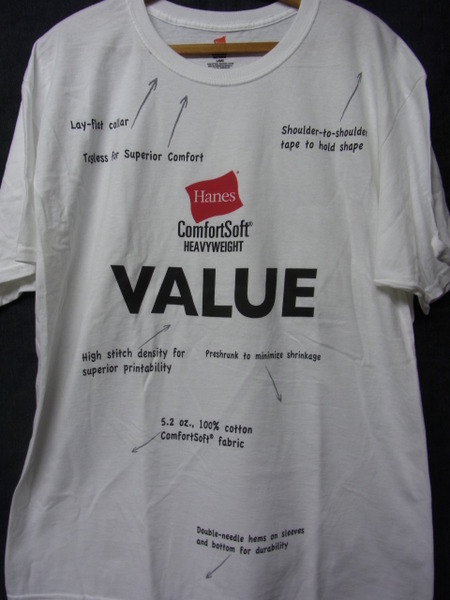 Lay-flat collar
Tagless for Superior Comfort
Shoulder-to-shoulder
tape to hold shape
Hanes
ComfortSoft®
HEAVYWEIGHT
VALUE
High stitch density for
superior printability
Preshrunk to minimize shrinkage
5.2 oz., 100% cotton
ComfortSoft® fabric
Double-needle hems on sleeves
and bottom for durability